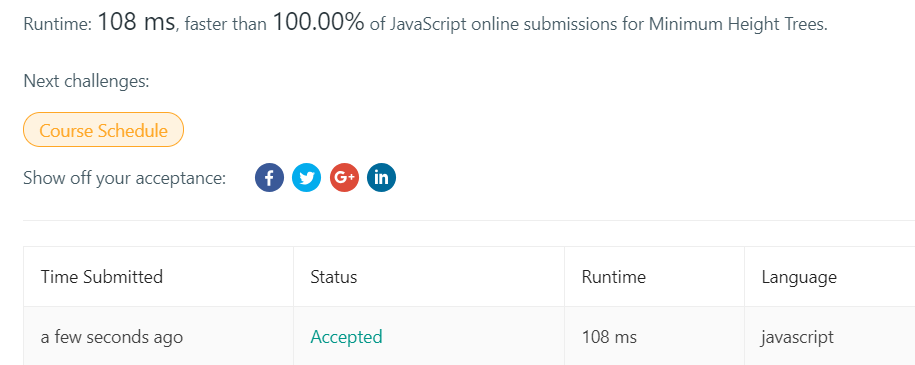 Runtime: 108 ms, faster than 100.00% of JavaScript online submissions for Minimum Height Trees.
Next challenges:
Course Schedule
Show off your acceptance: f G+ in
Time Submitted Status Runtime Language
a few seconds ago Accepted 108 ms javascript